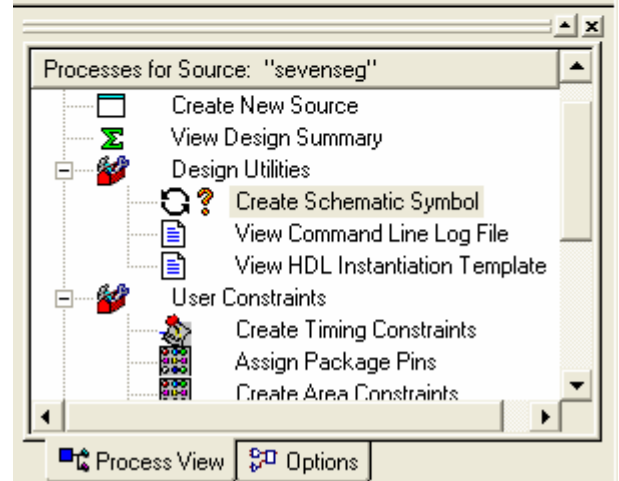 Processes for Source: "sevenseg"
Create New Source
View Design Summary
Design Utilities
Create Schematic Symbol
View Command Line Log File
View HDL Instantiation Template
User Constraints
Create Timing Constraints
Assign Package Pins
Create Area Constraints
Process View Options